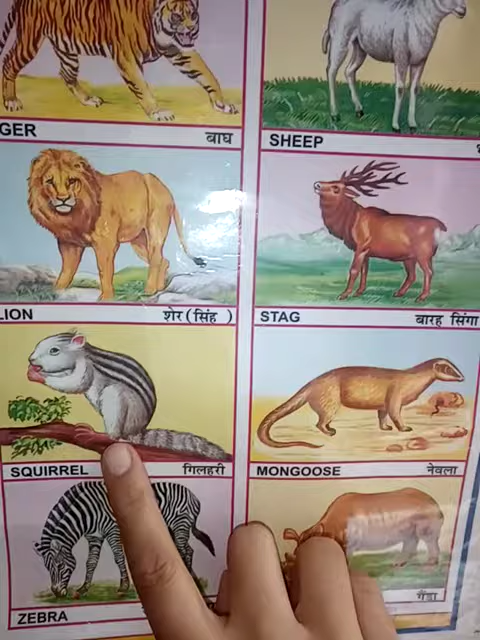 GER बाघ
SHEEP
LION शेर (सिंह )
STAG बारह सिंगा
SQUIRREL गिलहरी
MONGOOSE नेवला
ZEBRA
गैंडा